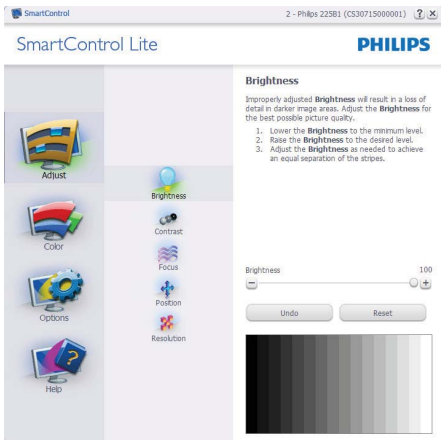 SmartControl
2 - Philips 225B1 (CS30715000001)
SmartControl Lite
PHILIPS
Adjust
Color
Options
Help
Brightness
Contrast
Focus
Position
Resolution
Brightness
Improperly adjusted Brightness will result in a loss of
detail in darker image areas. Adjust the Brightness for
the best possible picture quality.
1. Lower the Brightness to the minimum level.
2. Raise the Brightness to the desired level.
3. Adjust the Brightness as needed to achieve
an equal separation of the stripes.
Brightness 100
Undo Reset